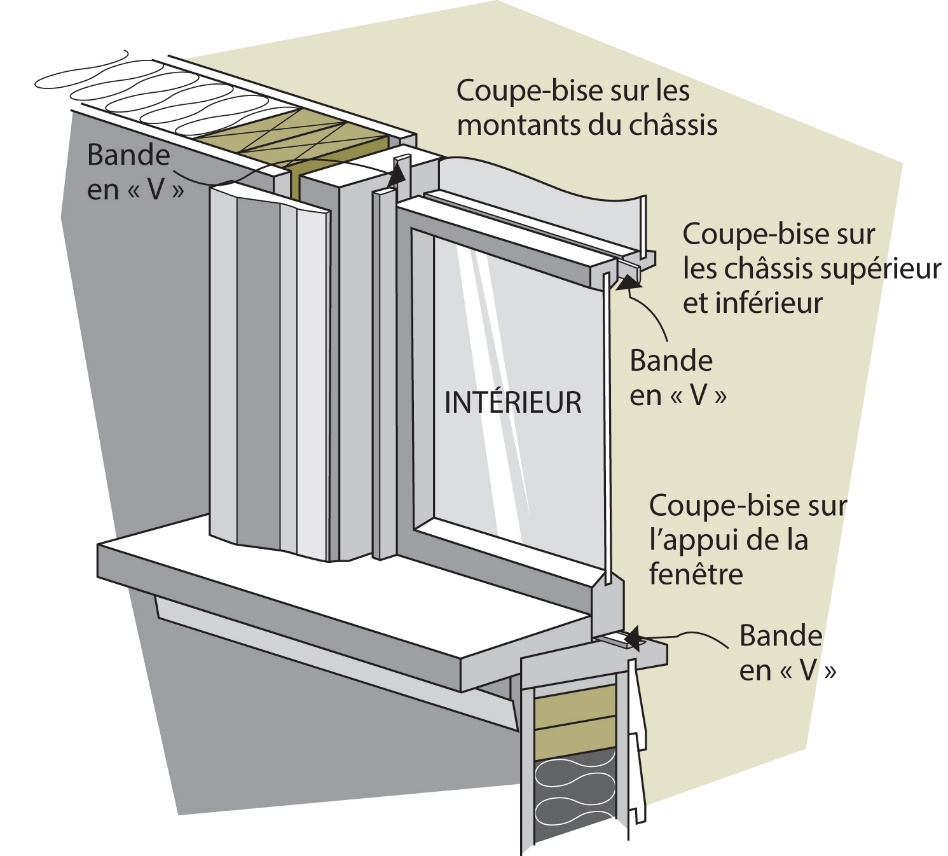 Coupe-bise sur les
montants du châssis
Bande
en « V »
Coupe-bise sur
les châssis supérieur
et inférieur
Bande
en « V »
INTÉRIEUR
Coupe-bise sur
l’appui de la
fenêtre
Bande
en « V »